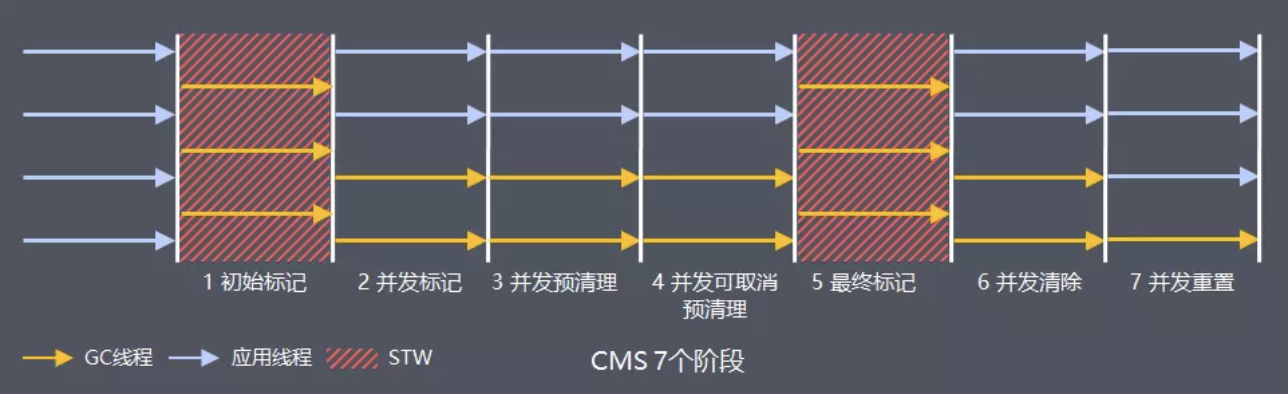 1 初始标记
2 并发标记
3 并发预清理
4 并发可取消
预清理
5 最终标记
6 并发清除
7 并发重置
GC线程
应用线程
STW
CMS 7个阶段